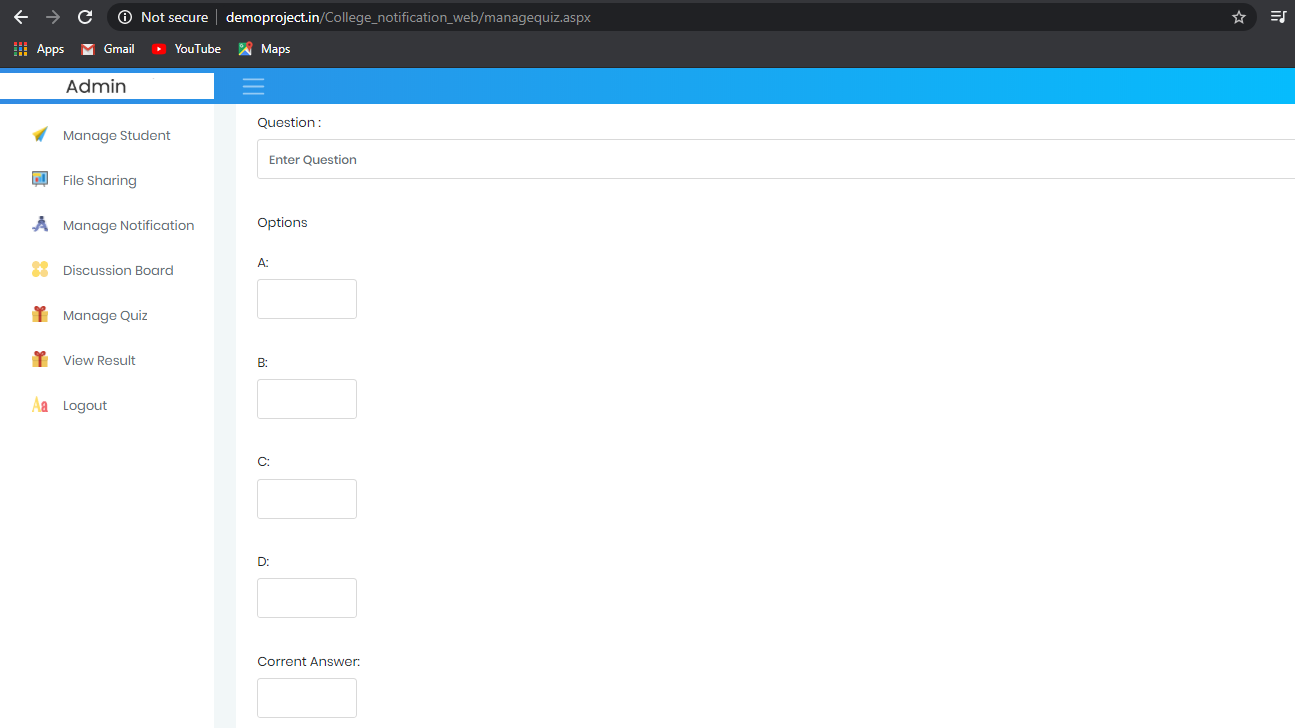 Not secure demoproject.in/College_notification_web/managequiz.aspx
Apps Gmail YouTube Maps
Admin
Manage Student
File Sharing
Manage Notification
Discussion Board
Manage Quiz
View Result
Logout
Question :
Enter Question
Options
A:
B:
C:
D:
Corrent Answer: